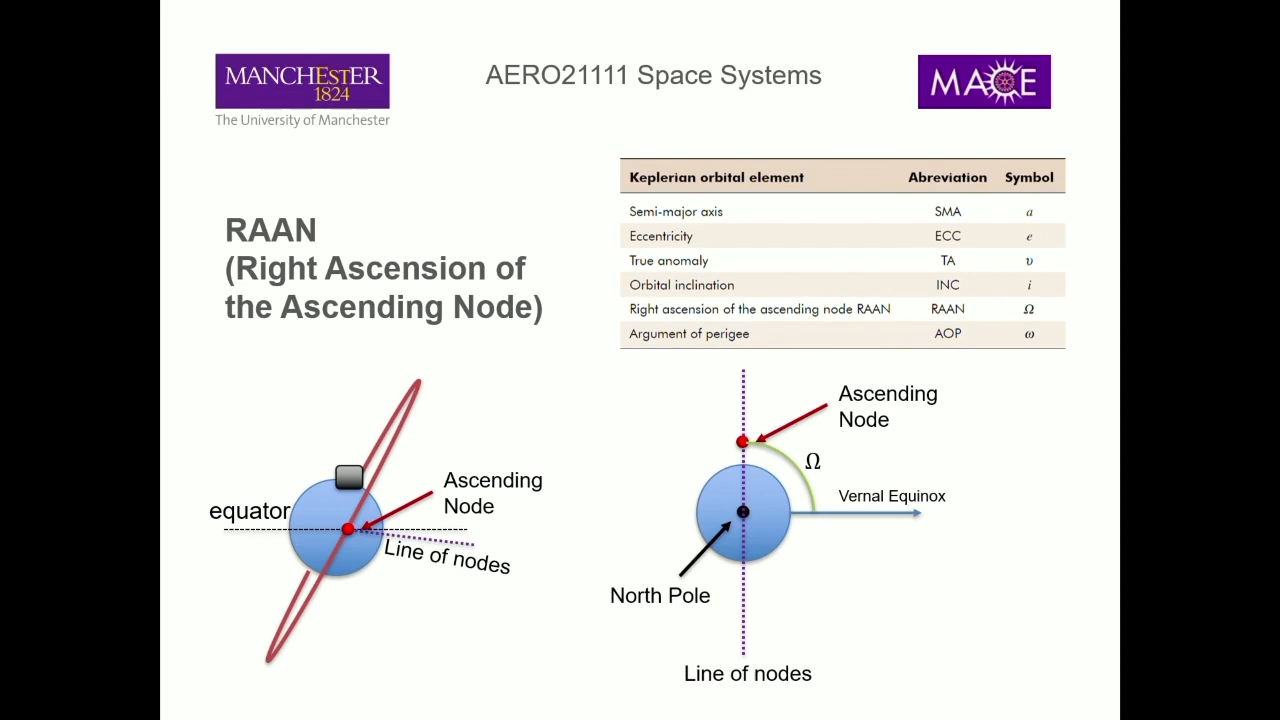 MANCHEstER
1824
The University of Manchester
AERO21111 Space Systems
MACE
RAAN
(Right Ascension of
the Ascending Node)
Keplerian orbital element Abreviation Symbol
Semi-major axis SMA a
Eccentricity ECC e
True anomaly TA υ
Orbital inclination INC i
Right ascension of the ascending node RAAN RAAN Ω
Argument of perigee AOP ω
equator
Ascending
Node
Line of nodes
Ascending
Node
Ω
Vernal Equinox
North Pole
Line of nodes